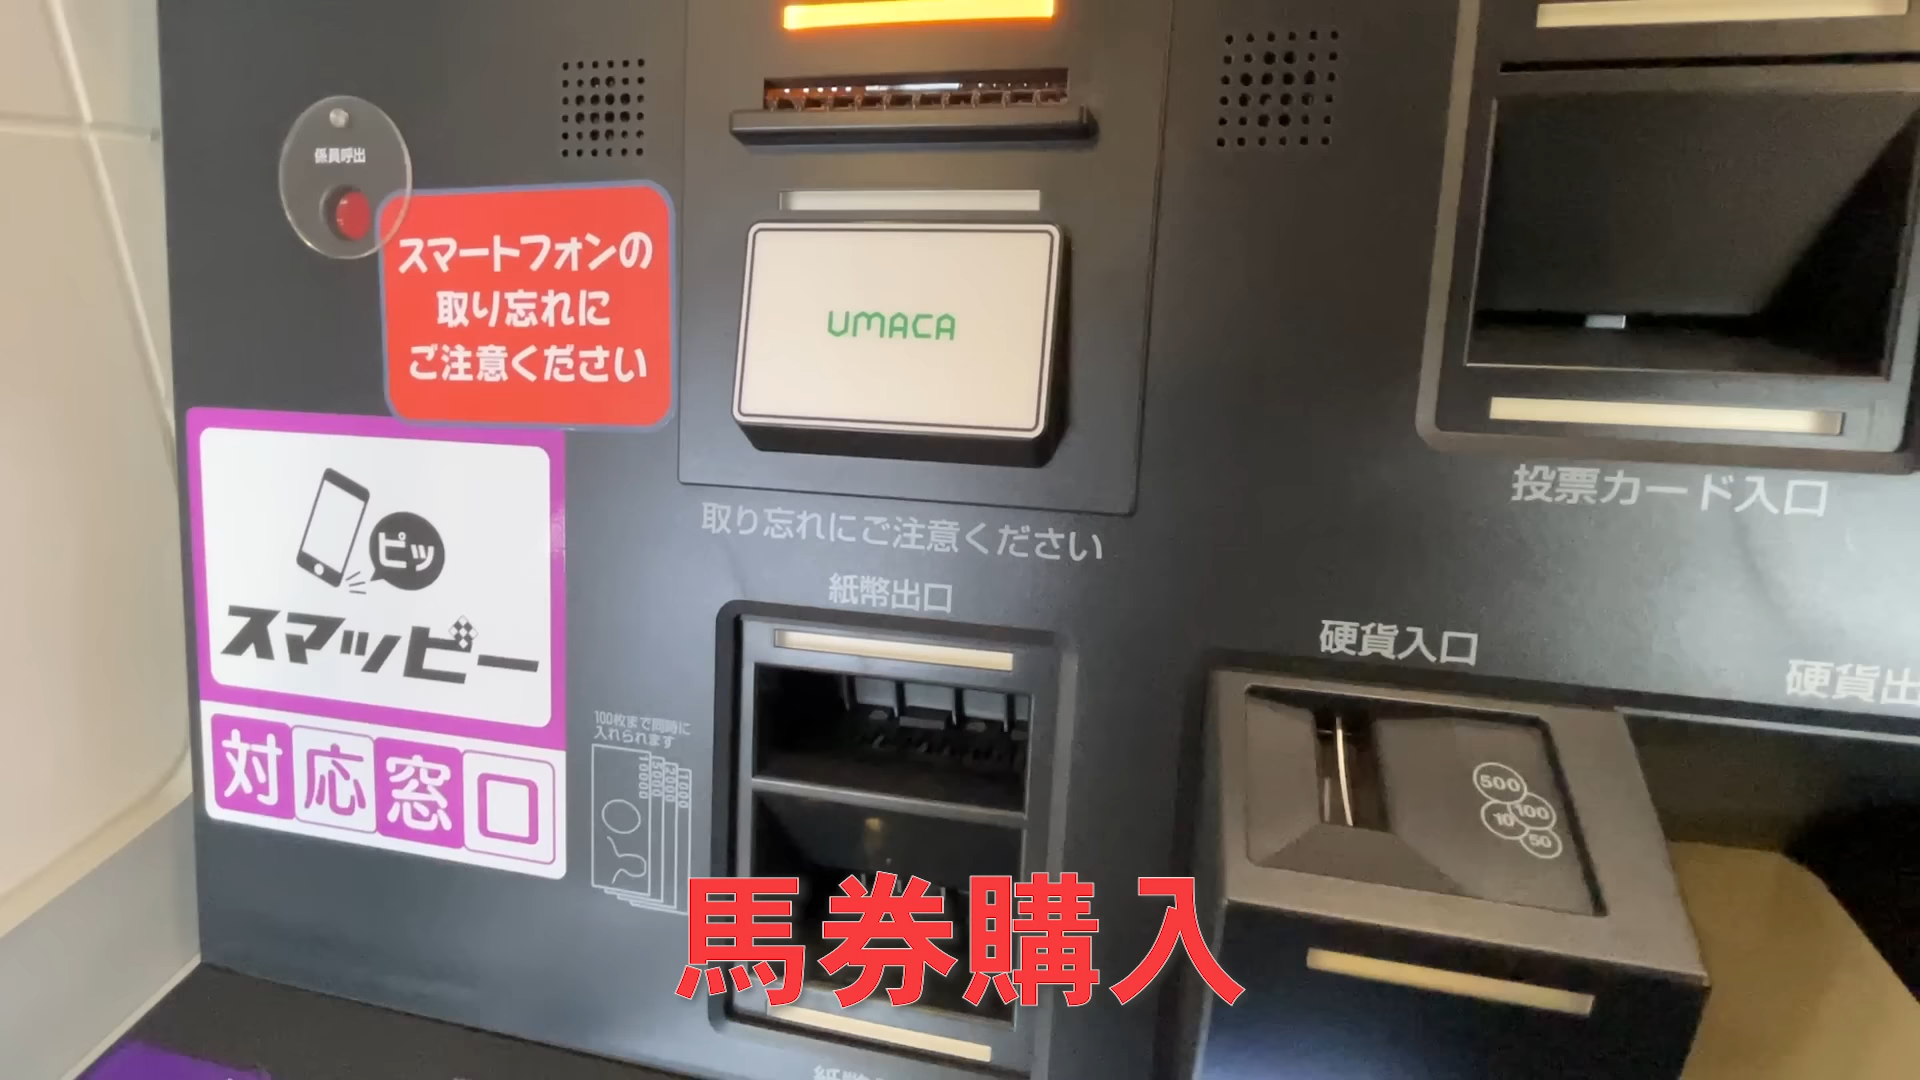 係員呼出
スマートフォンの
取り忘れに
ご注意ください
UMACA
投票カード入口
取り忘れにご注意ください
ピッ
スマッピー
対応窓口
紙幣出口
硬貨入口
硬貨出
100枚まで同時に
入れられます
10000
5000
2000
1000
500
100
10
50
馬券購入